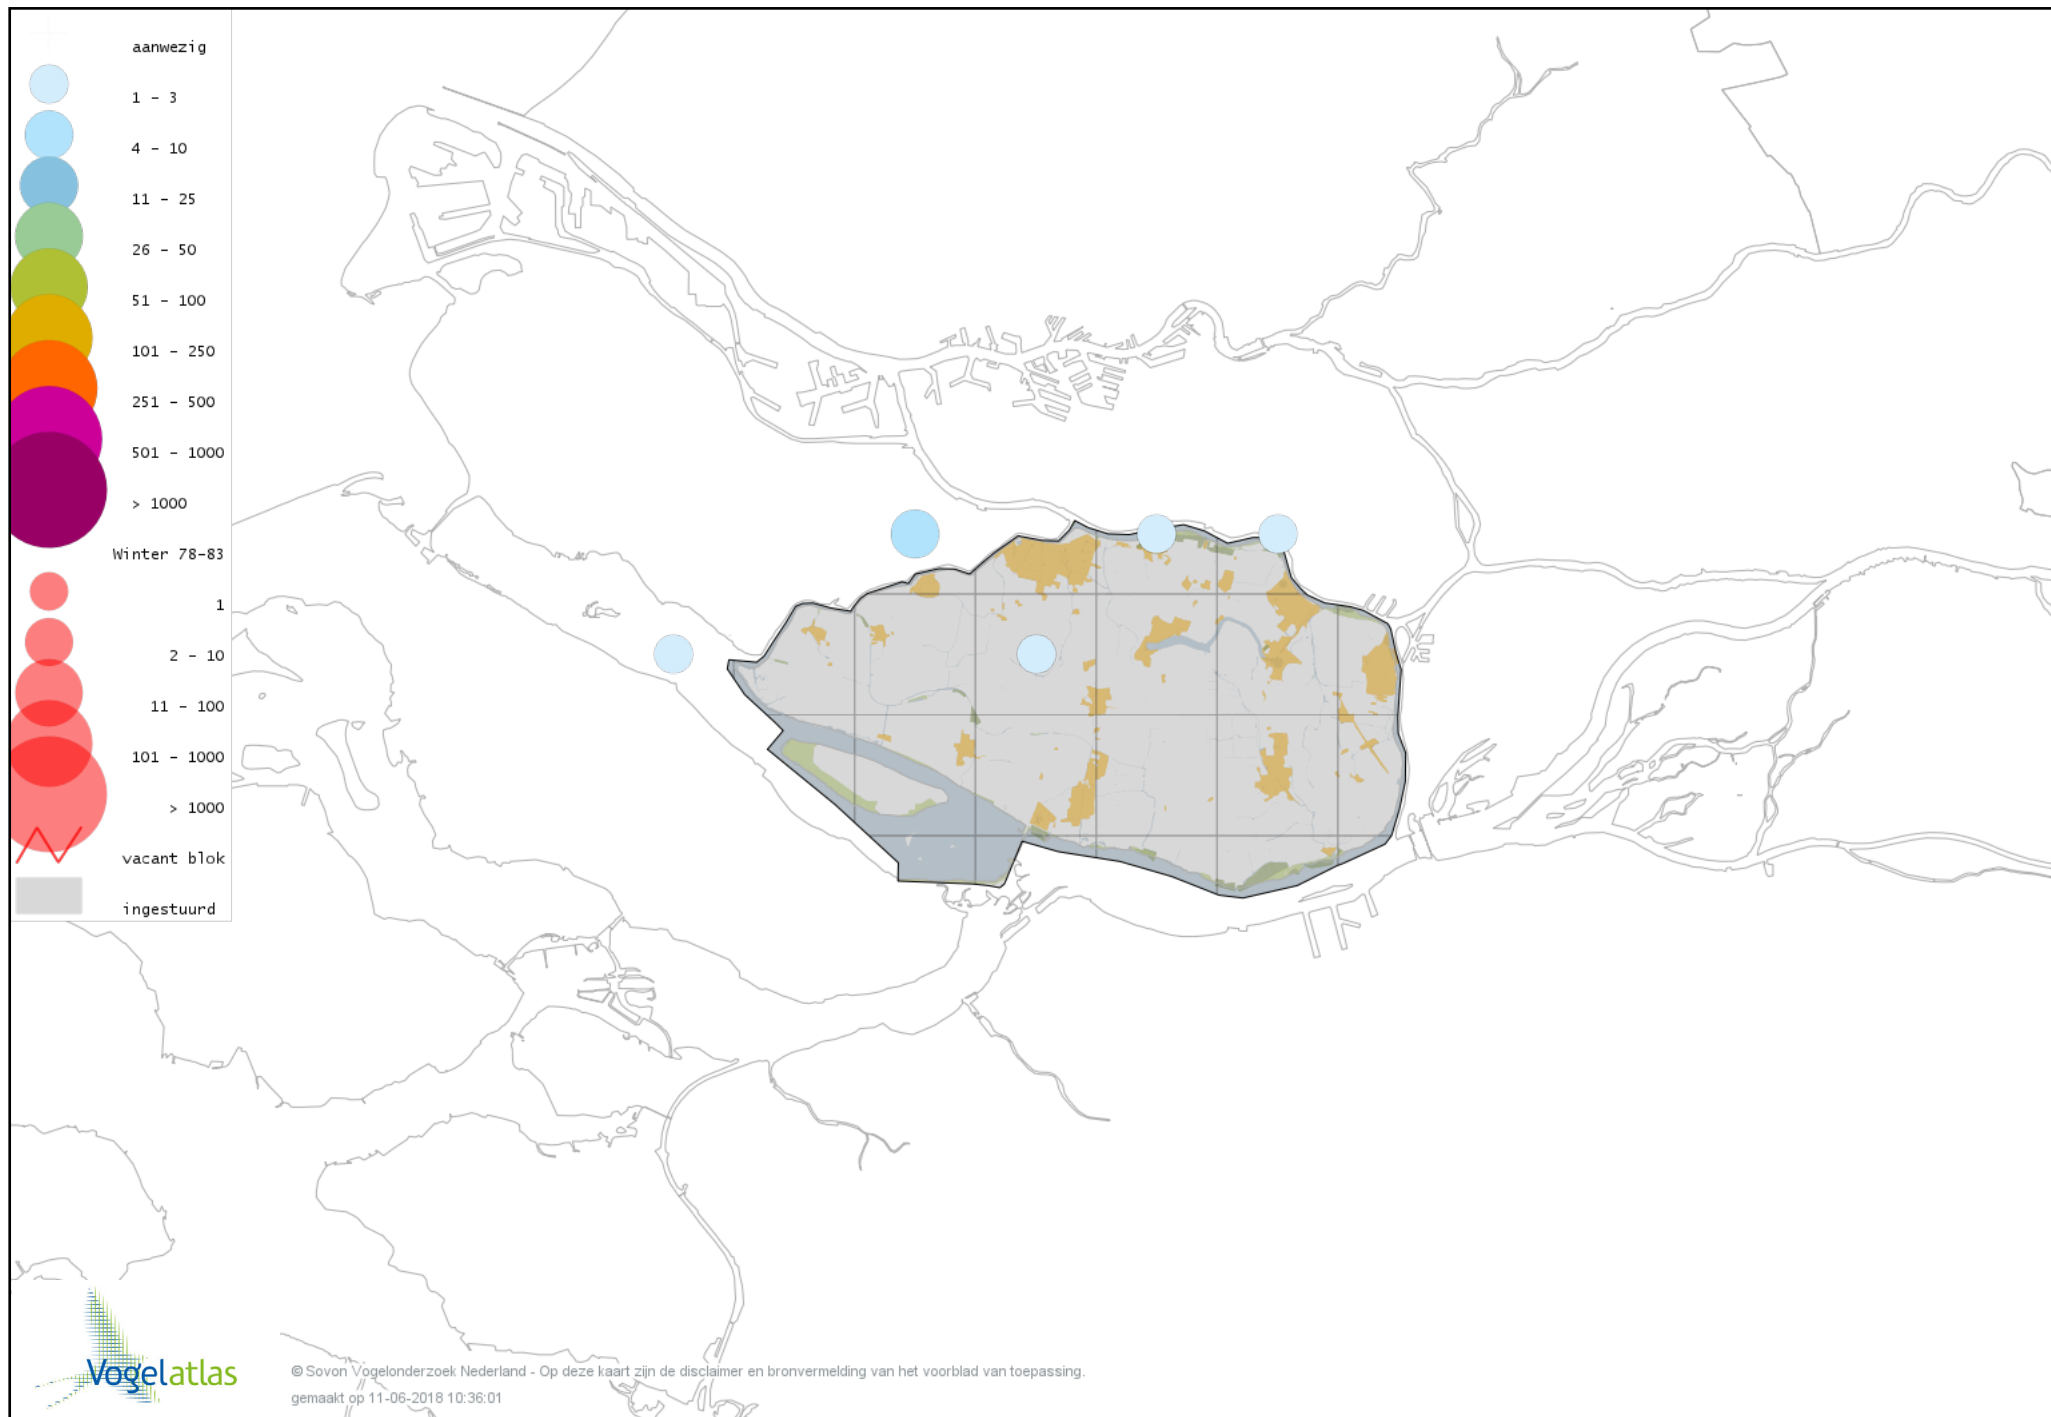 aanwezig
1 - 3
4 - 10
11 - 25
26 - 50
51 - 100
101 - 250
251 - 500
501 - 1000
> 1000
Winter 78-83
1
2 - 10
11 - 100
101 - 1000
> 1000
vacant blok
ingestuurd
Vogelatlas
© Sovon Vogelonderzoek Nederland - Op deze kaart zijn de disclaimer en bronvermelding van het voorblad van toepassing.
gemaakt op 11-06-2018 10:36:01